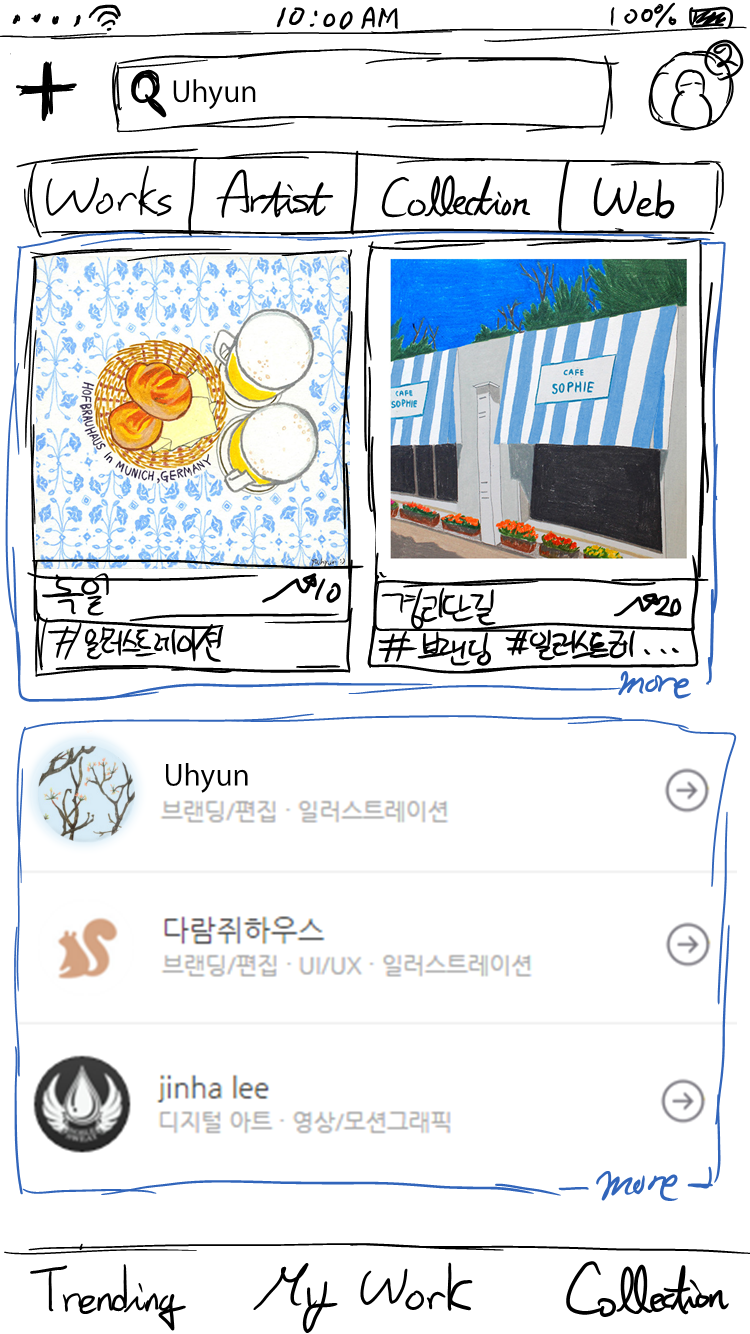 10:00 AM 100%
Uhyun
Works Artist Collection Web
HOFBRÄUHAUS in MUNICH, GERMANY
CAFE
SOPHIE
CAFE
SOPHIE
독일 10
경리단길 20
#일러스트레이션
#브랜딩 #일러스트레...
more
Uhyun
브랜딩/편집 · 일러스트레이션
다람쥐하우스
브랜딩/편집 · UI/UX · 일러스트레이션
jinha lee
디지털 아트 · 영상/모션그래픽
more
Trending My Work Collection